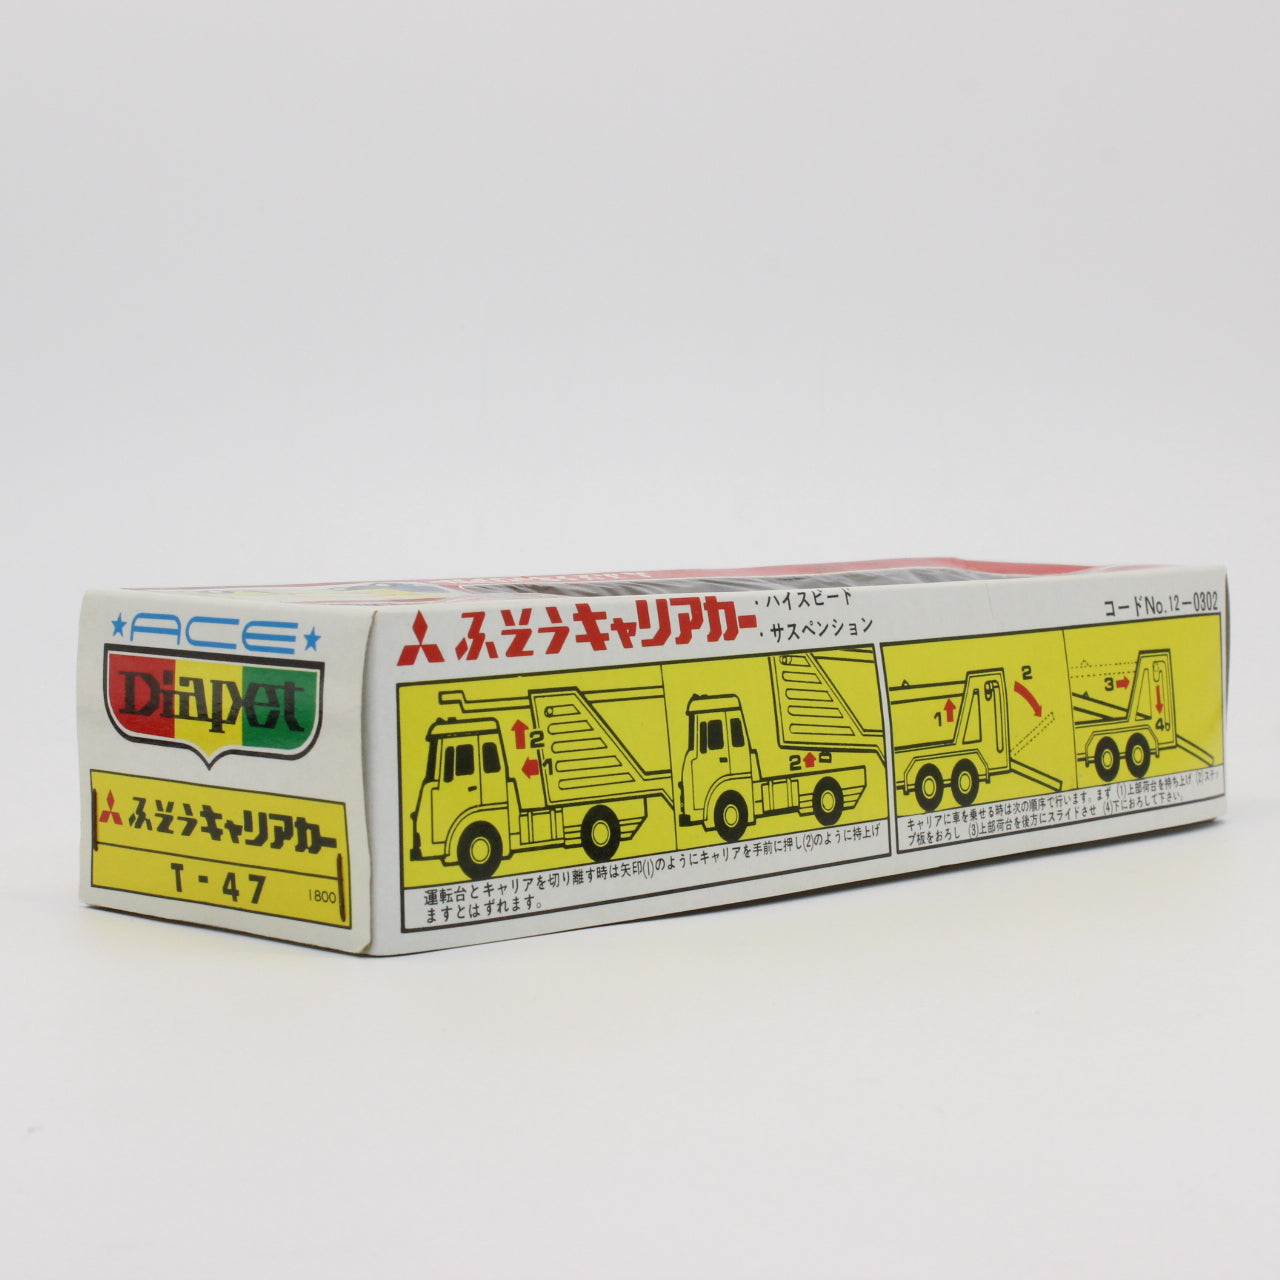 ACE
Diapet
ふそうキャリアカー
T-47
1800
ふそうキャリアカー
・ハイスピード
・サスペンション
コードNo.12-0302
2
1
2
運転台とキャリアを切り離す時は矢印(1)のようにキャリアを手前に押し(2)のように持上げ
ますとはずれます。
1
2
3
4
キャリアに車を乗せる時は次の順序で行います。まず (1)上部荷台を持ち上げ (2)ステッ
プ板をおろし (3)上部荷台を後方にスライドさせ (4)下におろして下さい。